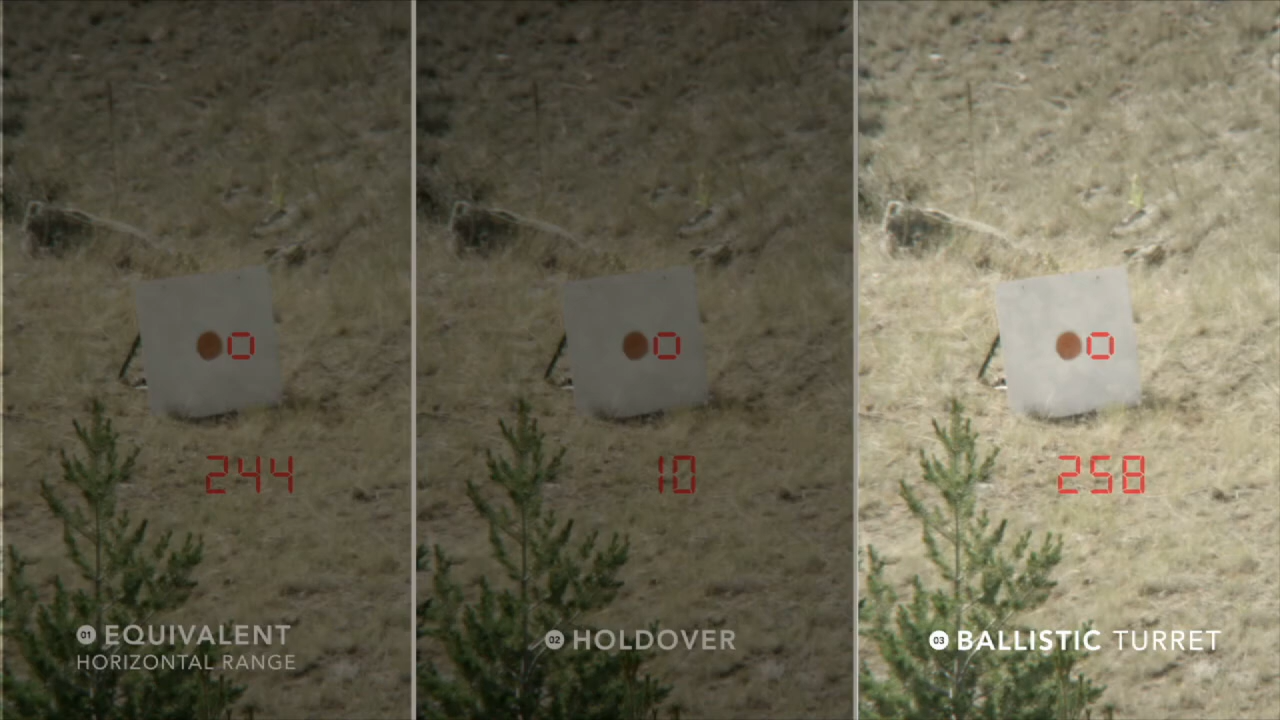 244
01 EQUIVALENT
HORIZONTAL RANGE
10
02 HOLDOVER
258
03 BALLISTIC TURRET